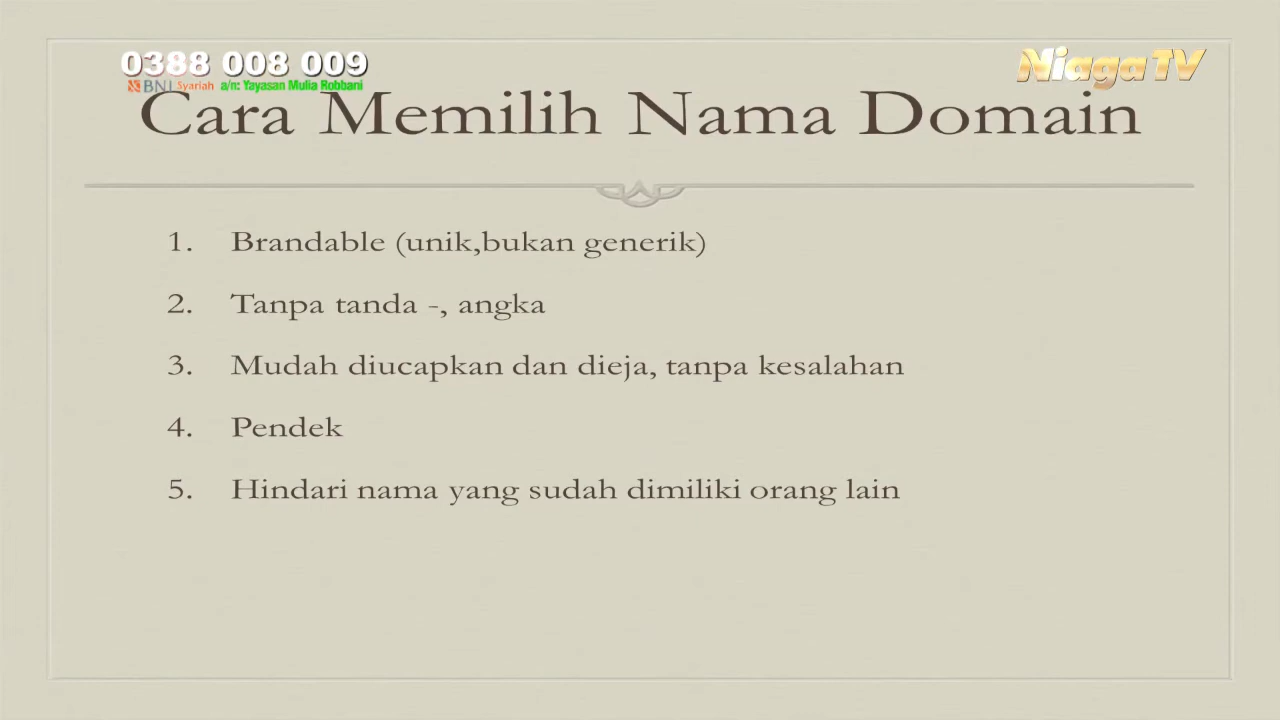 0388 008 009
Niaga TV
BNI Syariah a/n: Yayasan Mulia Robbani
Cara Memilih Nama Domain
1. Brandable (unik,bukan generik)
2. Tanpa tanda -, angka
3. Mudah diucapkan dan dieja, tanpa kesalahan
4. Pendek
5. Hindari nama yang sudah dimiliki orang lain